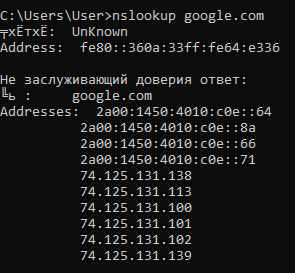 C:\Users\User>nslookup google.com
╤хЁтхЁ:  UnKnown
Address:  fe80::360a:33ff:fe64:e336
Не заслуживающий доверия ответ:
╚ь :     google.com
Addresses:  2a00:1450:4010:c0e::64
2a00:1450:4010:c0e::8a
2a00:1450:4010:c0e::66
2a00:1450:4010:c0e::71
74.125.131.138
74.125.131.113
74.125.131.100
74.125.131.101
74.125.131.102
74.125.131.139